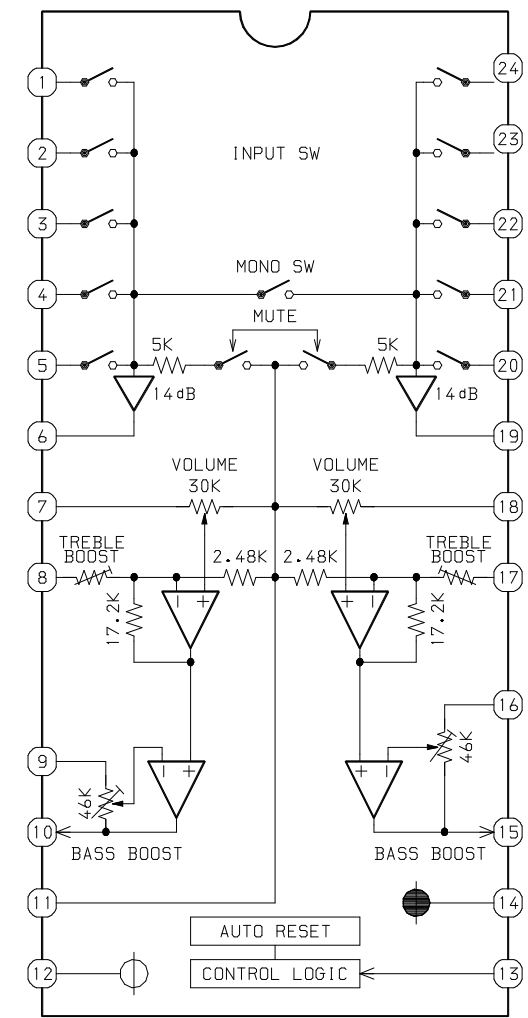 24
1
23
2
INPUT SW
3
22
MONO SW
4
21
MUTE
5K
5K
5
20
14dB
14dB
6
19
VOLUME
VOLUME
30K
30K
7
18
TREBLE
BOOST
TREBLE
BOOST
2.48K
2.48K
8
17
-
+
+
-
17.2K
17.2K
16
46K
9
-
+
+
-
46K
10
15
BASS BOOST
BASS BOOST
11
14
AUTO RESET
12
CONTROL LOGIC
13